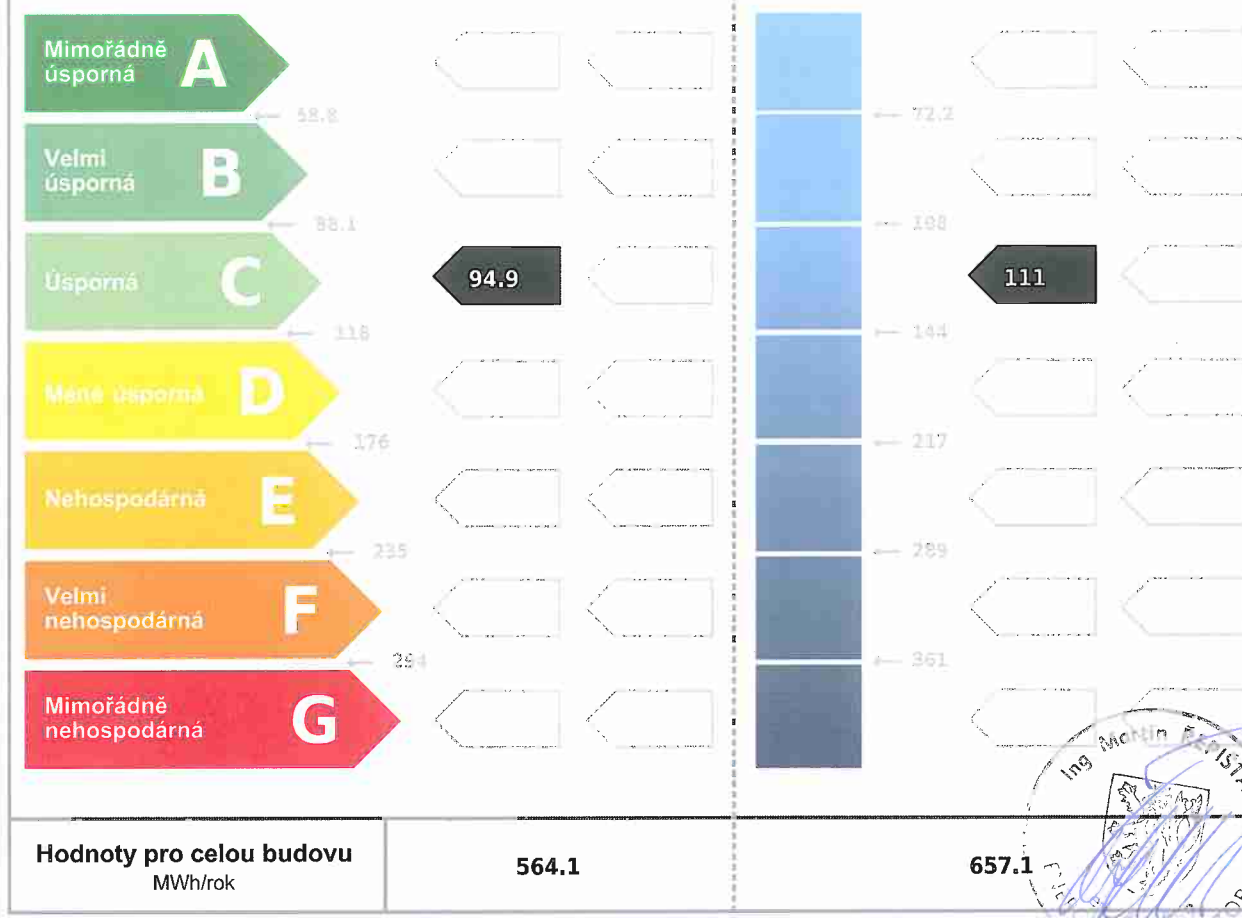 Mimořádně
úsporná A
58.8
72.2
Velmi
úsporná B
88.1
108
Úsporná C
94.9
111
118
144
Méně úsporná D
176
217
Nehospodárná E
235
289
Velmi
nehospodárná F
294
361
Mimořádně
nehospodárná G
Ing Martin
Hodnoty pro celou budovu
MWh/rok
564.1
657.1